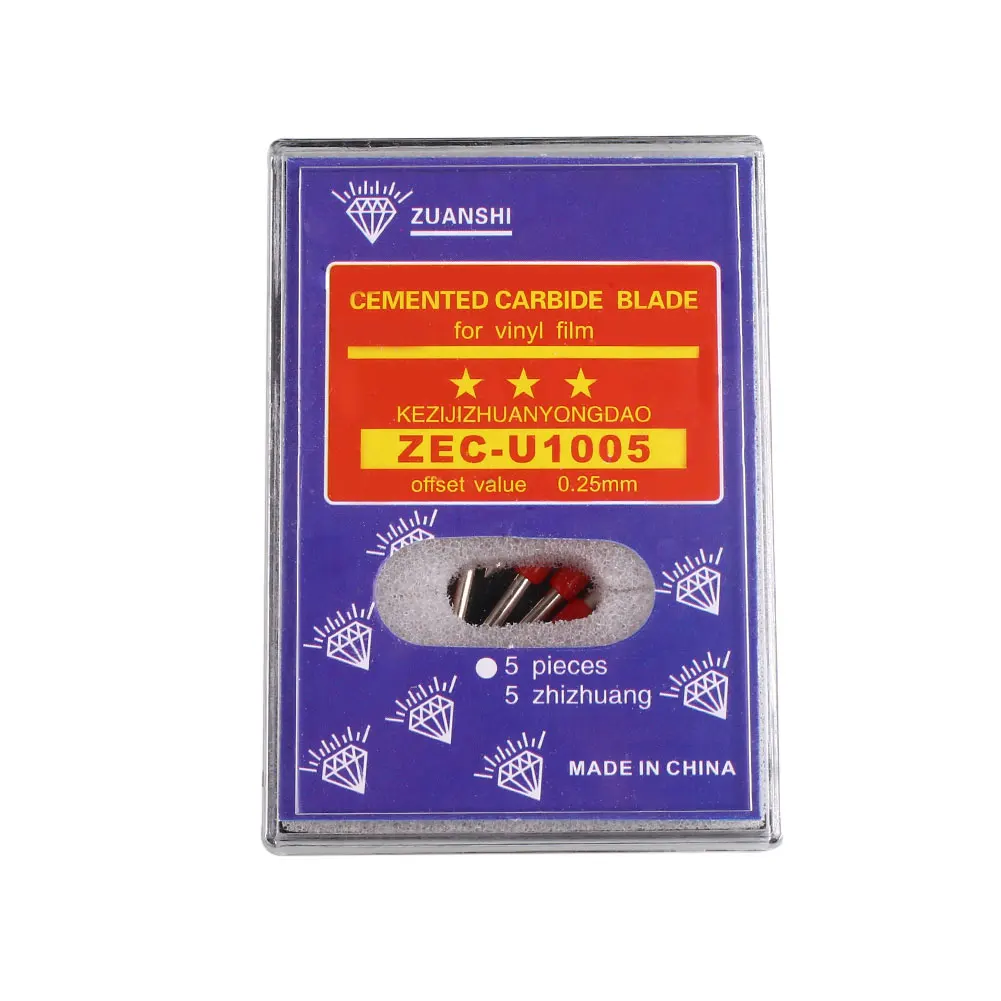 ZUANSHI
CEMENTED CARBIDE BLADE
for vinyl film
KEZIJIZHUANYONGDAO
ZEC-U1005
offset value 0.25mm
5 pieces
5 zhizhuang
MADE IN CHINA